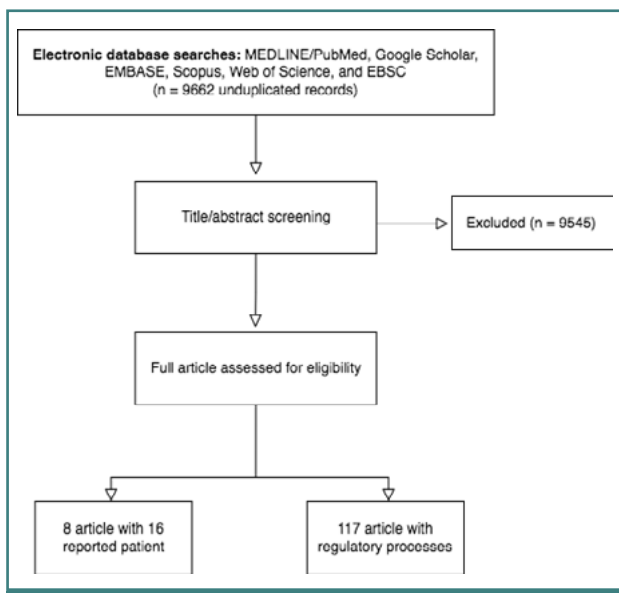 Electronic database searches: MEDLINE/PubMed, Google Scholar,
EMBASE, Scopus, Web of Science, and EBSC
(n = 9662 unduplicated records)
Title/abstract screening
Excluded (n = 9545)
Full article assessed for eligibility
8 article with 16
reported patient
117 article with
regulatory processes